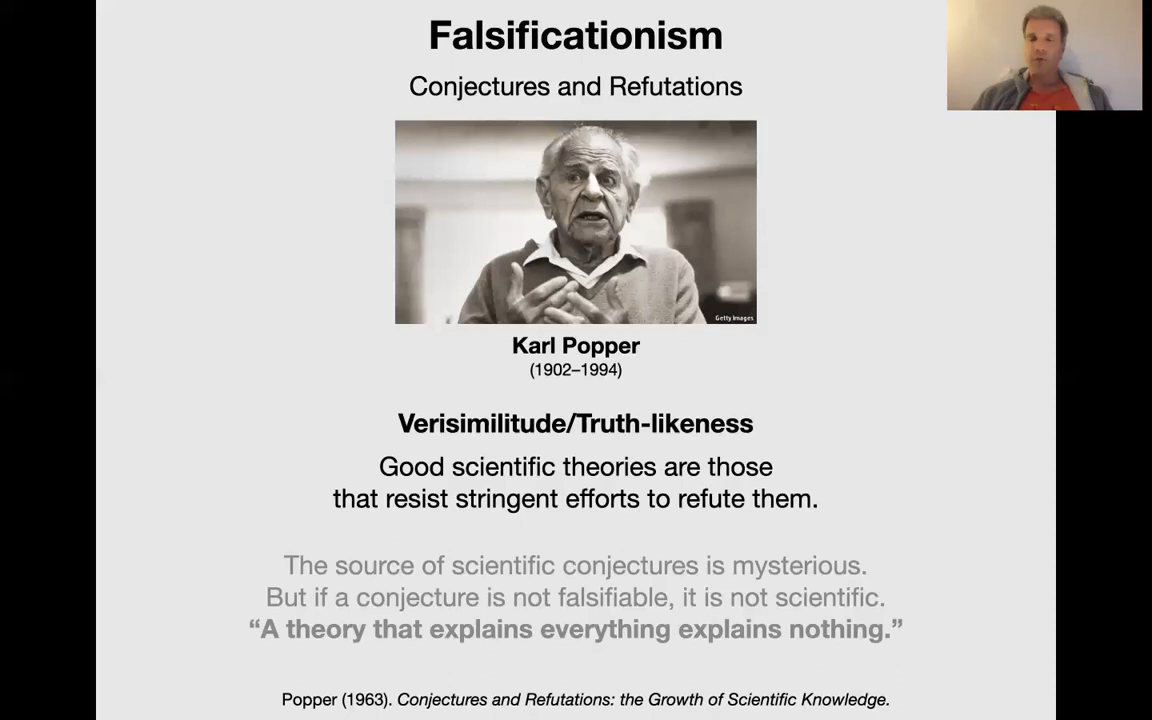 Falsificationism
Conjectures and Refutations
Getty Images
Karl Popper
(1902–1994)
Verisimilitude/Truth-likeness
Good scientific theories are those
that resist stringent efforts to refute them.
The source of scientific conjectures is mysterious.
But if a conjecture is not falsifiable, it is not scientific.
“A theory that explains everything explains nothing.”
Popper (1963). Conjectures and Refutations: the Growth of Scientific Knowledge.